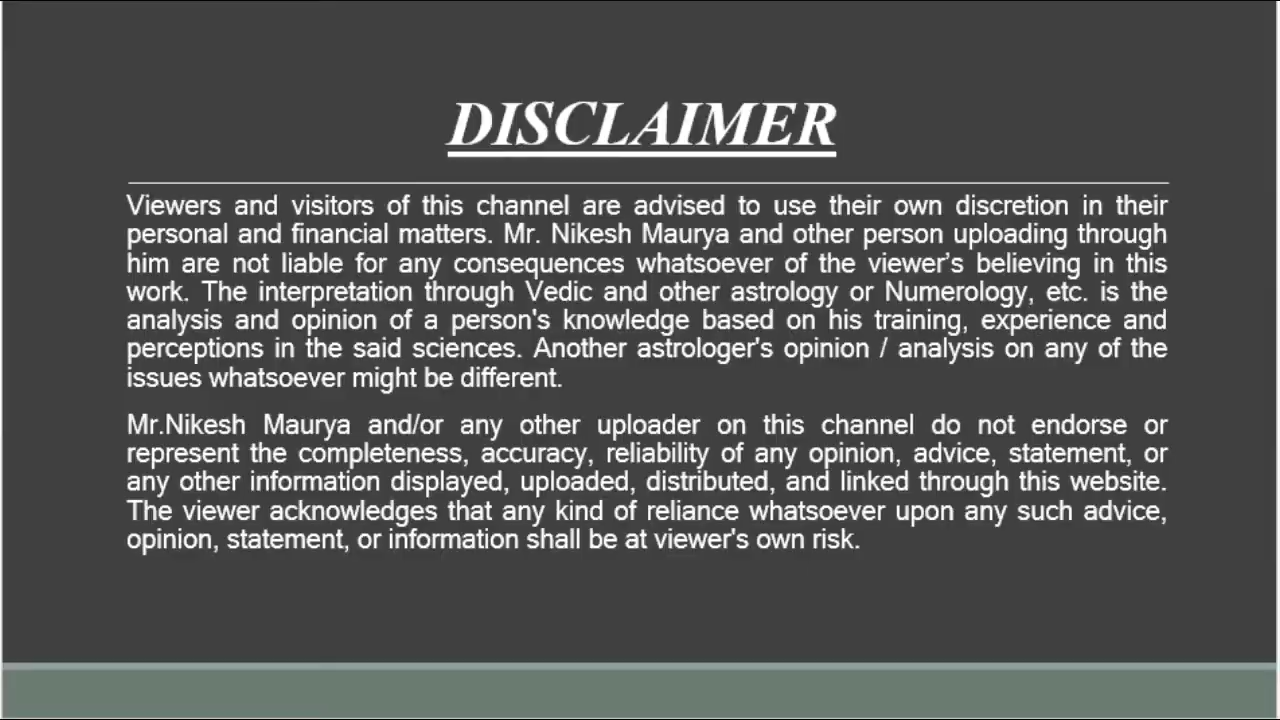 DISCLAIMER
Viewers and visitors of this channel are advised to use their own discretion in their
personal and financial matters. Mr. Nikesh Maurya and other person uploading through
him are not liable for any consequences whatsoever of the viewer’s believing in this
work. The interpretation through Vedic and other astrology or Numerology, etc. is the
analysis and opinion of a person's knowledge based on his training, experience and
perceptions in the said sciences. Another astrologer's opinion / analysis on any of the
issues whatsoever might be different.
Mr.Nikesh Maurya and/or any other uploader on this channel do not endorse or
represent the completeness, accuracy, reliability of any opinion, advice, statement, or
any other information displayed, uploaded, distributed, and linked through this website.
The viewer acknowledges that any kind of reliance whatsoever upon any such advice,
opinion, statement, or information shall be at viewer's own risk.